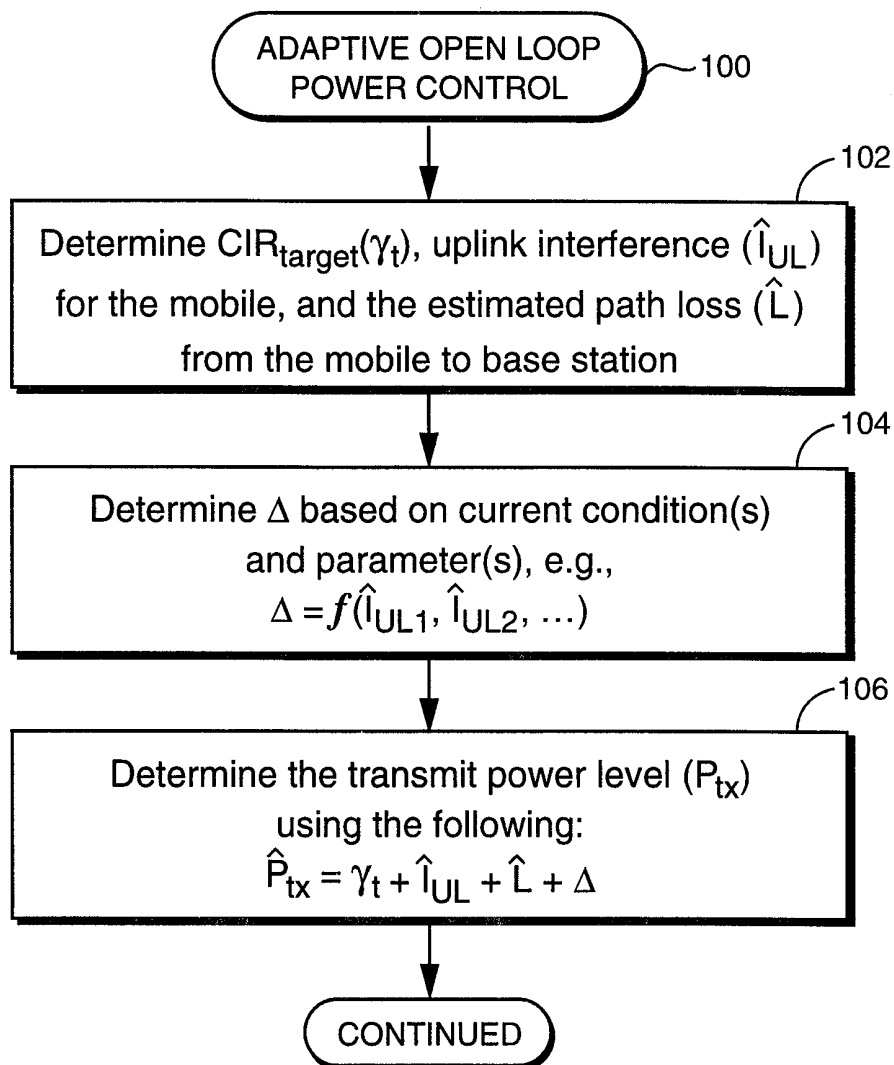 ADAPTIVE OPEN LOOP
POWER CONTROL
100
102
Determine CIR_target(γ_t), uplink interference (Î_UL)
for the mobile, and the estimated path loss (L̂)
from the mobile to base station
104
Determine Δ based on current condition(s)
and parameter(s), e.g.,
Δ = f(Î_UL1, Î_UL2, ...)
106
Determine the transmit power level (P_tx)
using the following:
P̂_tx = γ_t + Î_UL + L̂ + Δ
CONTINUED